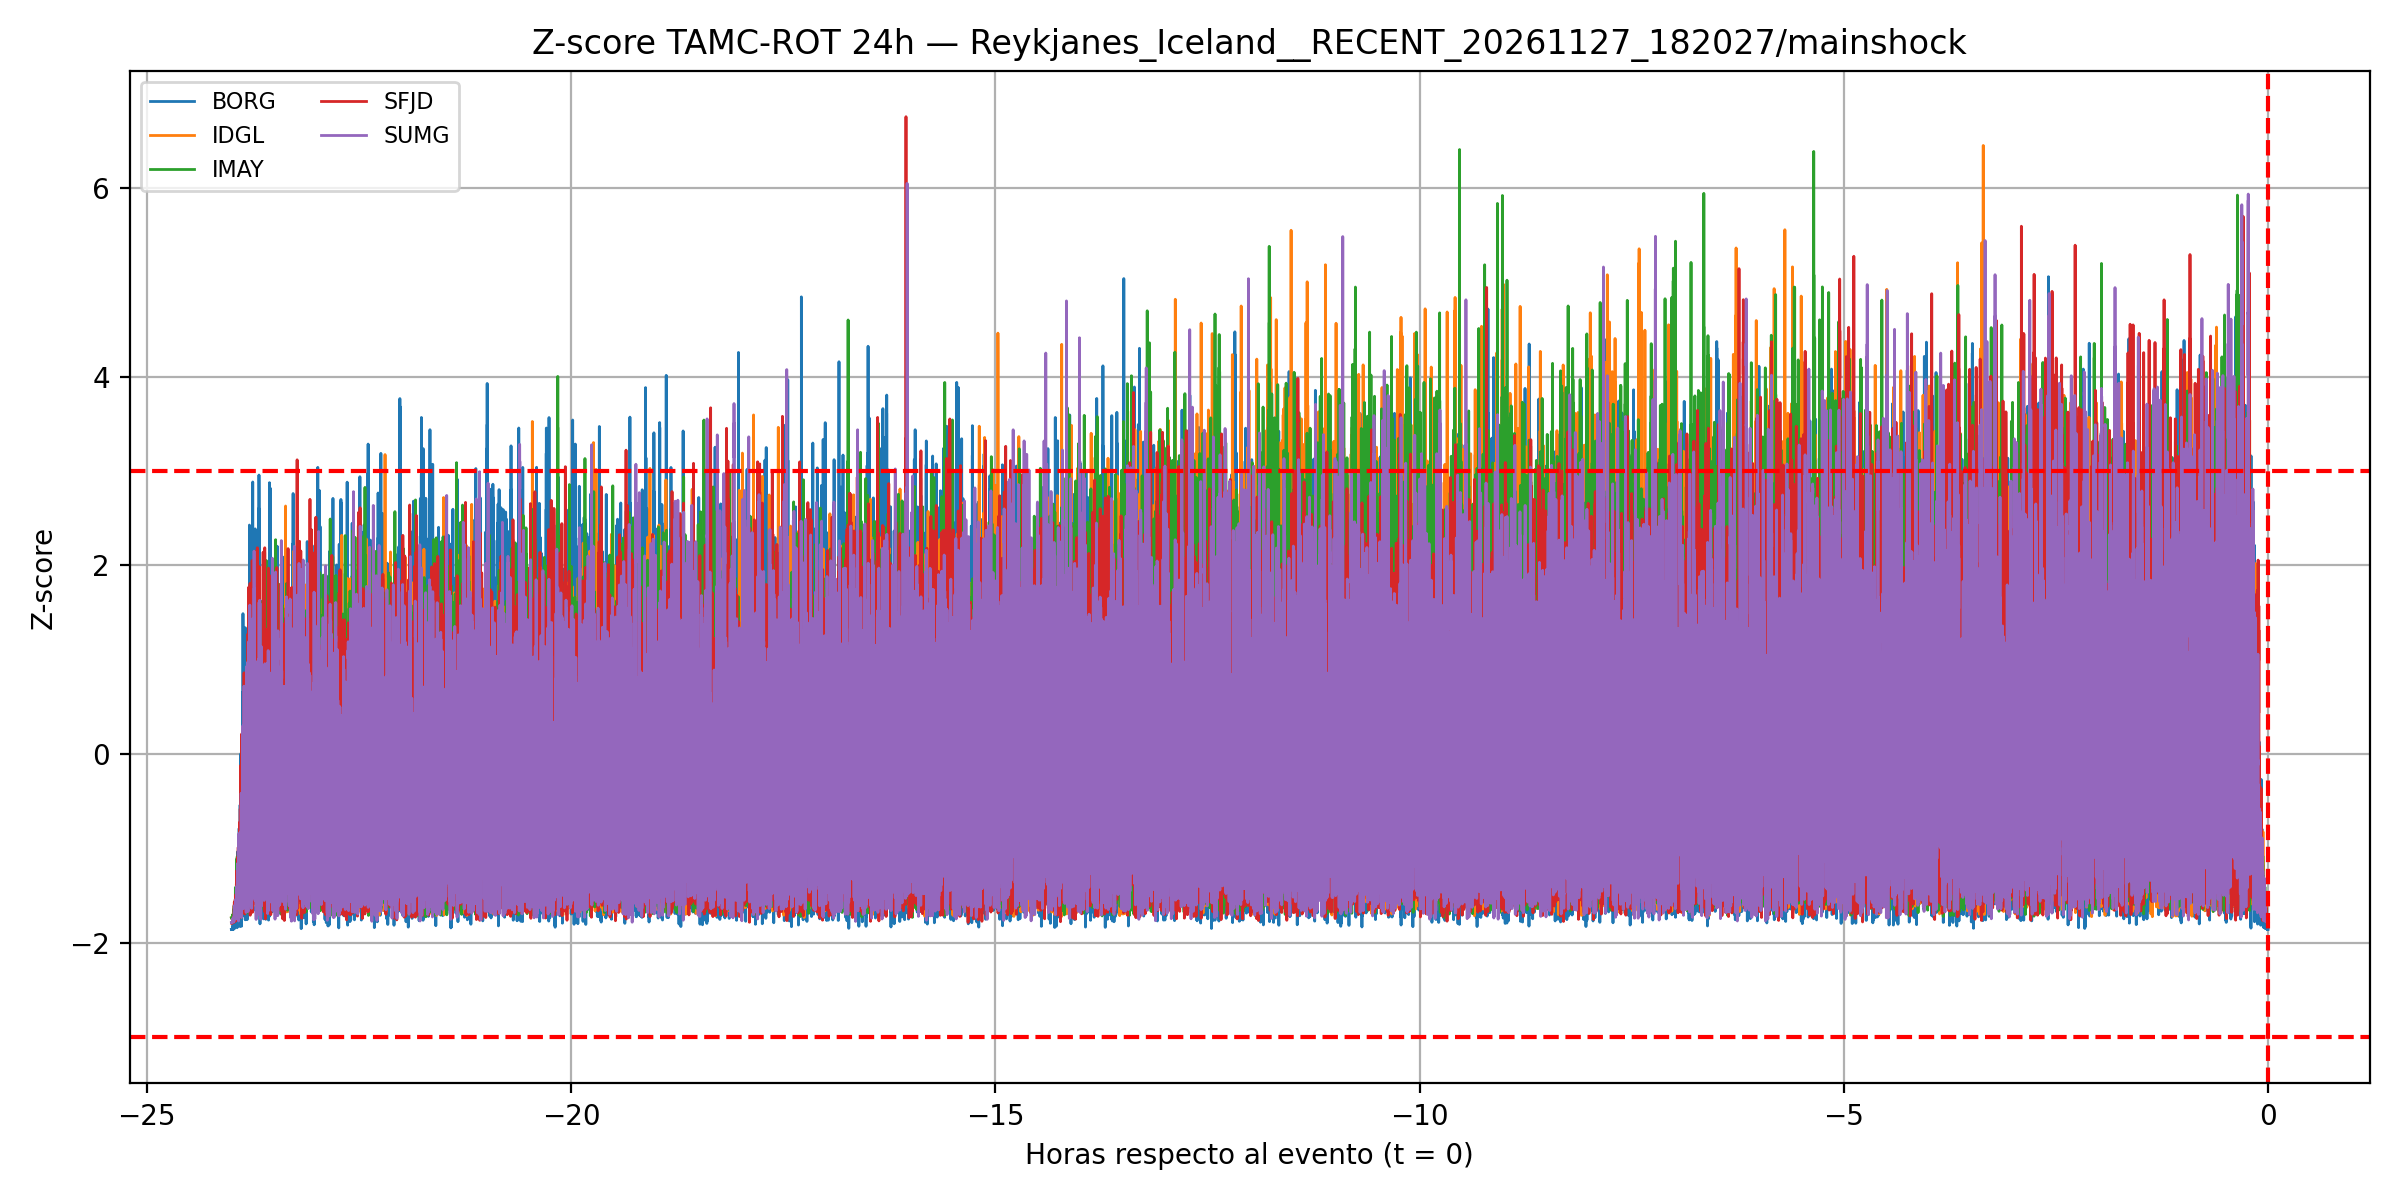 Z-score TAMC-ROT 24h — Reykjanes_Iceland__RECENT_20261127_182027/mainshock
BORG
IDGL
IMAY
SFJD
SUMG
6
4
2
0
−2
Z-score
−25
−20
−15
−10
−5
0
Horas respecto al evento (t = 0)